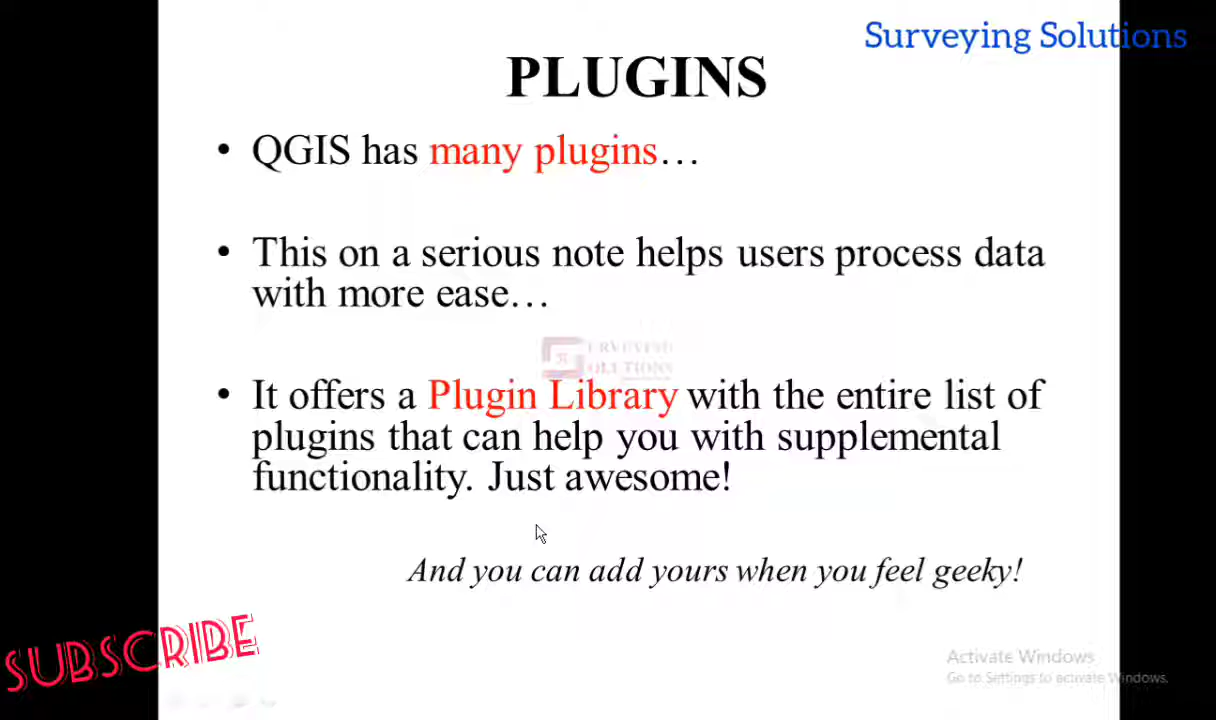 Surveying Solutions
PLUGINS
• QGIS has many plugins…
• This on a serious note helps users process data
with more ease…
• It offers a Plugin Library with the entire list of
plugins that can help you with supplemental
functionality. Just awesome!
And you can add yours when you feel geeky!
SUBSCRIBE
Activate Windows
Go to Settings to activate Windows.